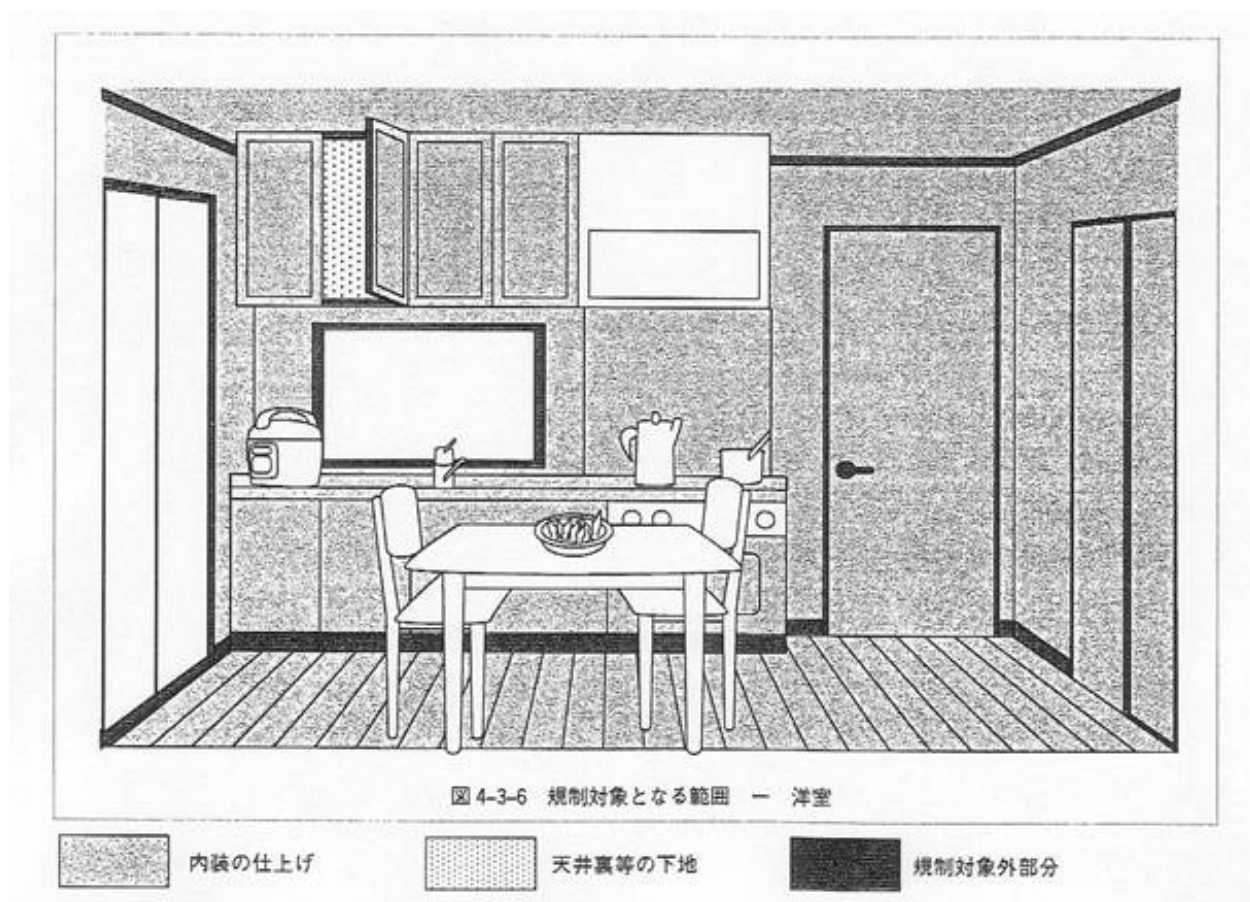 図4-3-6 規制対象となる範囲 ー 洋室
内装の仕上げ
天井裏等の下地
規制対象外部分